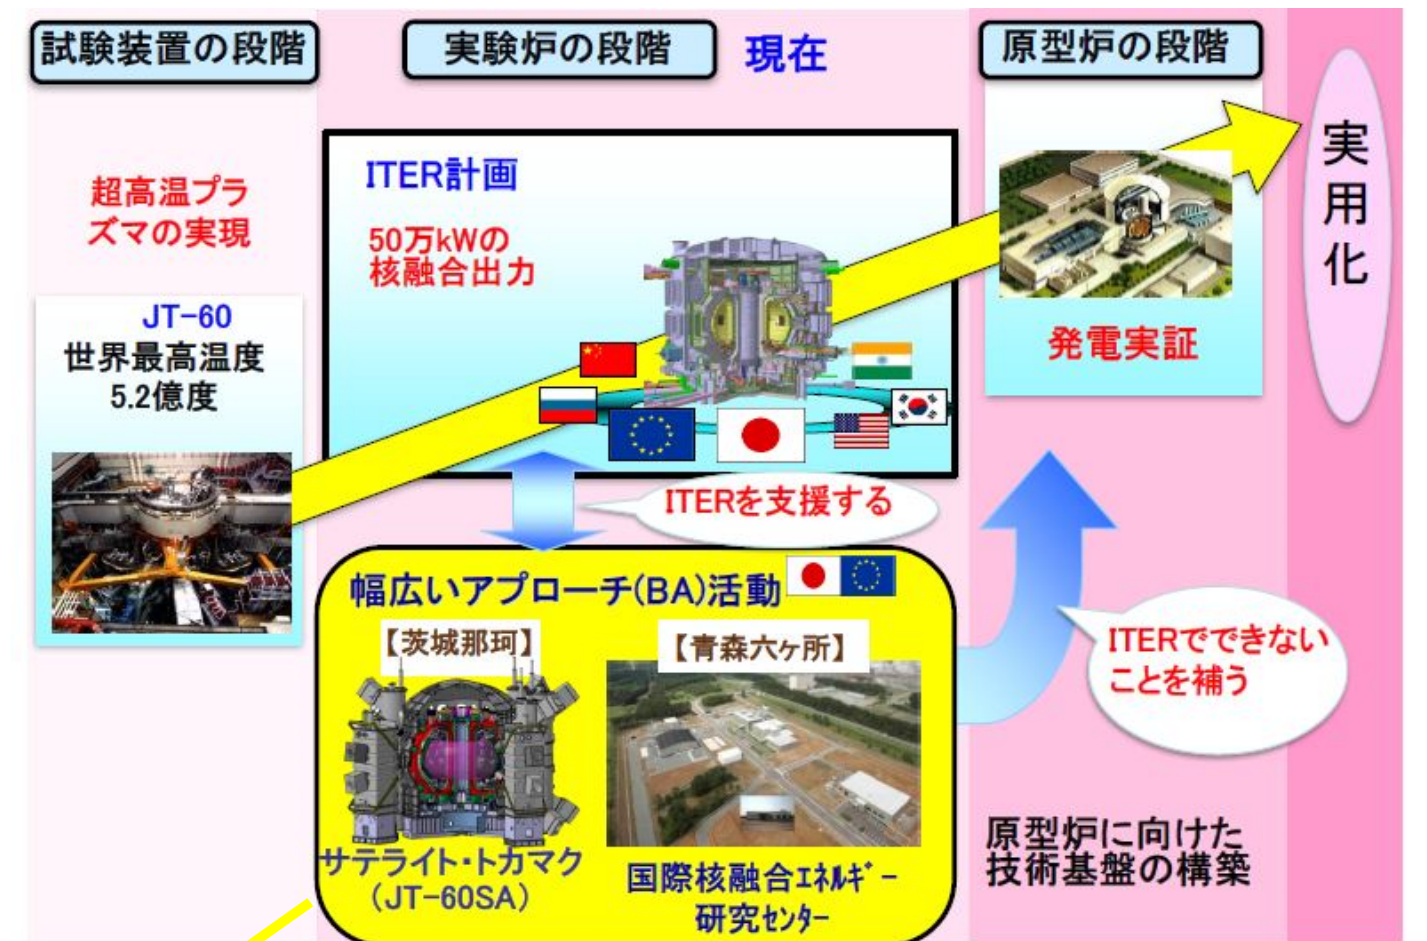 試験装置の段階
実験炉の段階
現在
原型炉の段階
実用化
超高温プラ
ズマの実現
JT-60
世界最高温度
5.2億度
ITER計画
50万kWの
核融合出力
発電実証
ITERを支援する
幅広いアプローチ(BA)活動
【茨城那珂】
【青森六ヶ所】
サテライト・トカマク
(JT-60SA)
国際核融合ｴﾈﾙｷﾞｰ
研究ｾﾝﾀｰ
ITERでできない
ことを補う
原型炉に向けた
技術基盤の構築